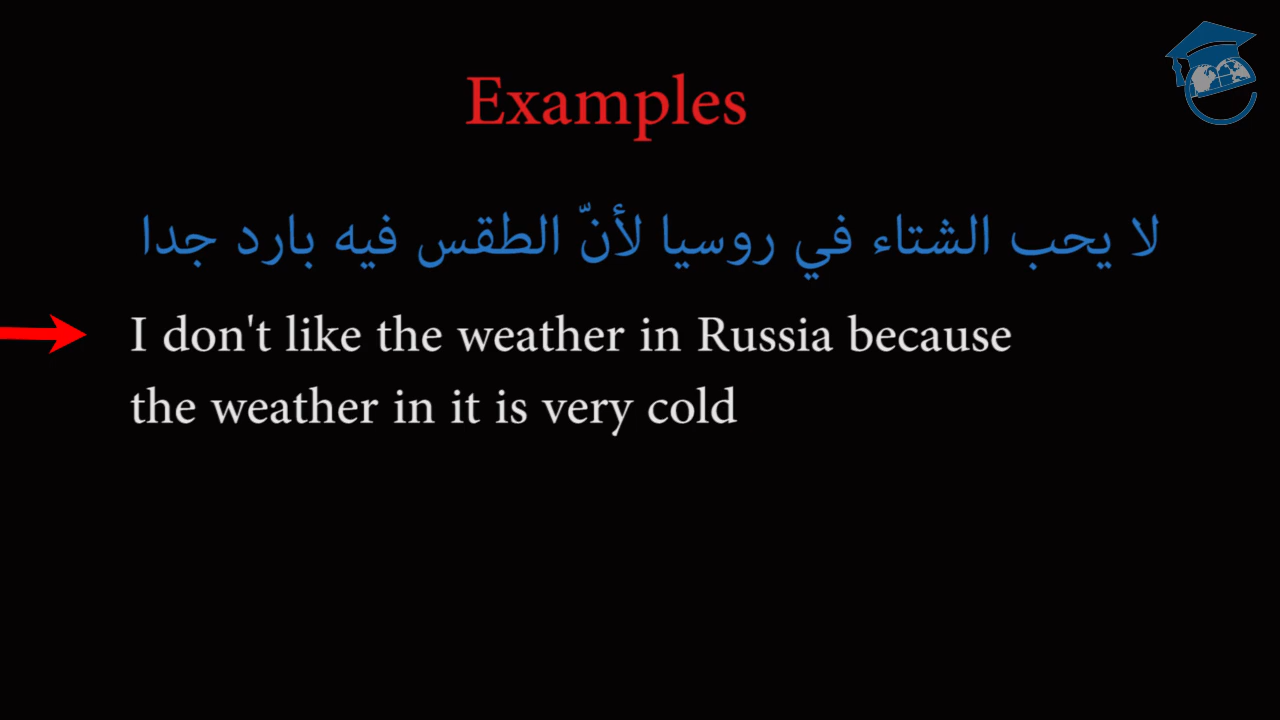 Examples
لا يحب الشتاء في روسيا لأنّ الطقس فيه بارد جدا
I don't like the weather in Russia because
the weather in it is very cold